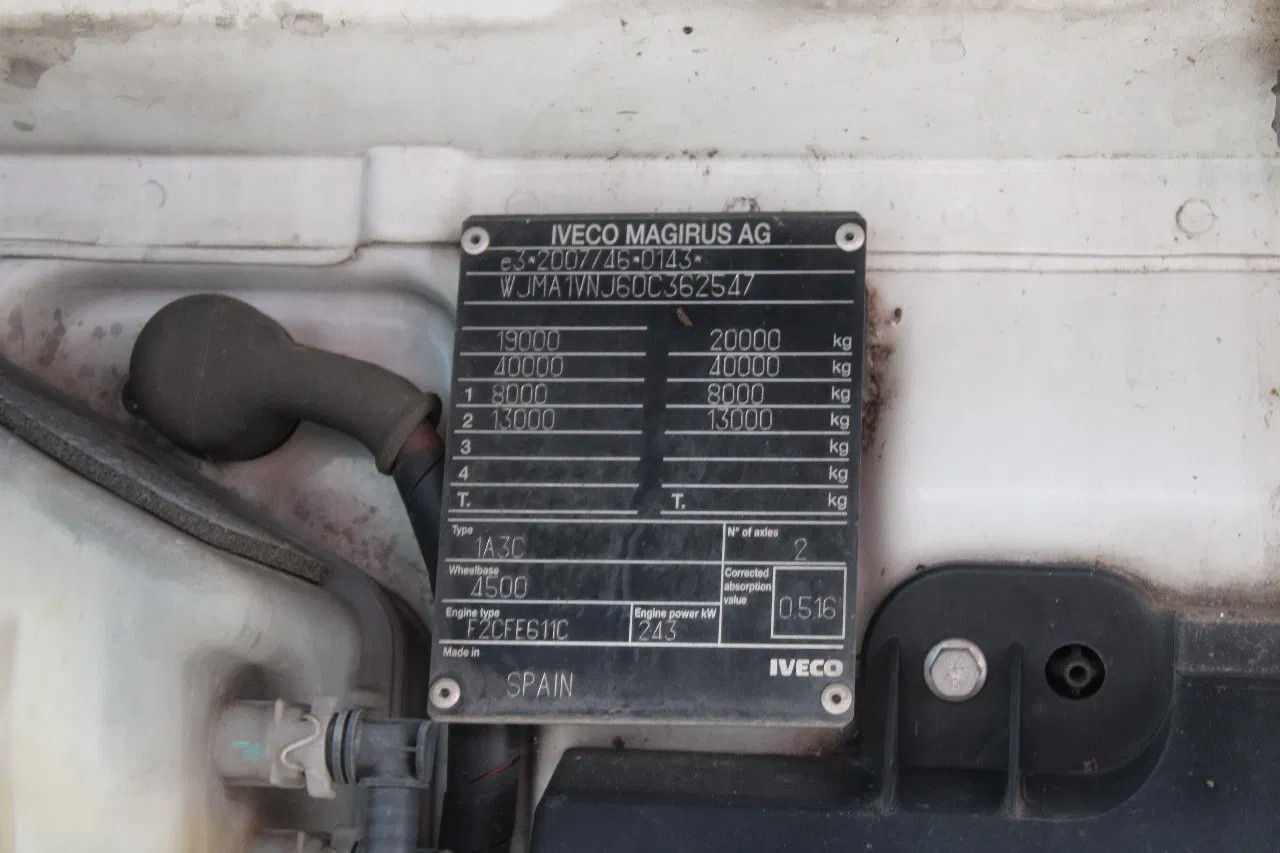 IVECO MAGIRUS AG
e3*2007/46*0143*
WJMA1VNJ60C362547
19000 20000 kg
40000 40000 kg
1 8000 8000 kg
2 13000 13000 kg
3 kg
4 kg
T. T. kg
Type N° of axles
1A3C 2
Wheelbase Corrected absorption value
4500 0.516
Engine type Engine power kW
F2CFE611C 243
Made in IVECO
SPAIN